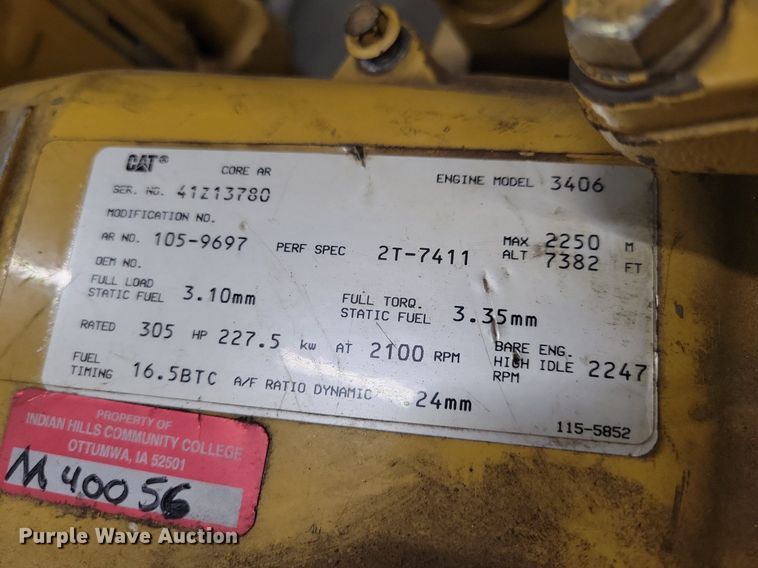 CAT® CORE AR ENGINE MODEL 3406
SER. NO. 41Z13780
MODIFICATION NO.
AR NO. 105-9697 PERF SPEC 2T-7411 MAX ALT 2250 M 7382 FT
OEM NO.
FULL LOAD
STATIC FUEL 3.10mm
FULL TORQ.
STATIC FUEL 3.35mm
RATED 305 HP 227.5 kw AT 2100 RPM
BARE ENG.
HIGH IDLE 2247
RPM
FUEL
TIMING 16.5BTC A/F RATIO DYNAMIC .24mm
115-5852
PROPERTY OF
INDIAN HILLS COMMUNITY COLLEGE
OTTUMWA, IA 52501
M40056
Purple Wave Auction